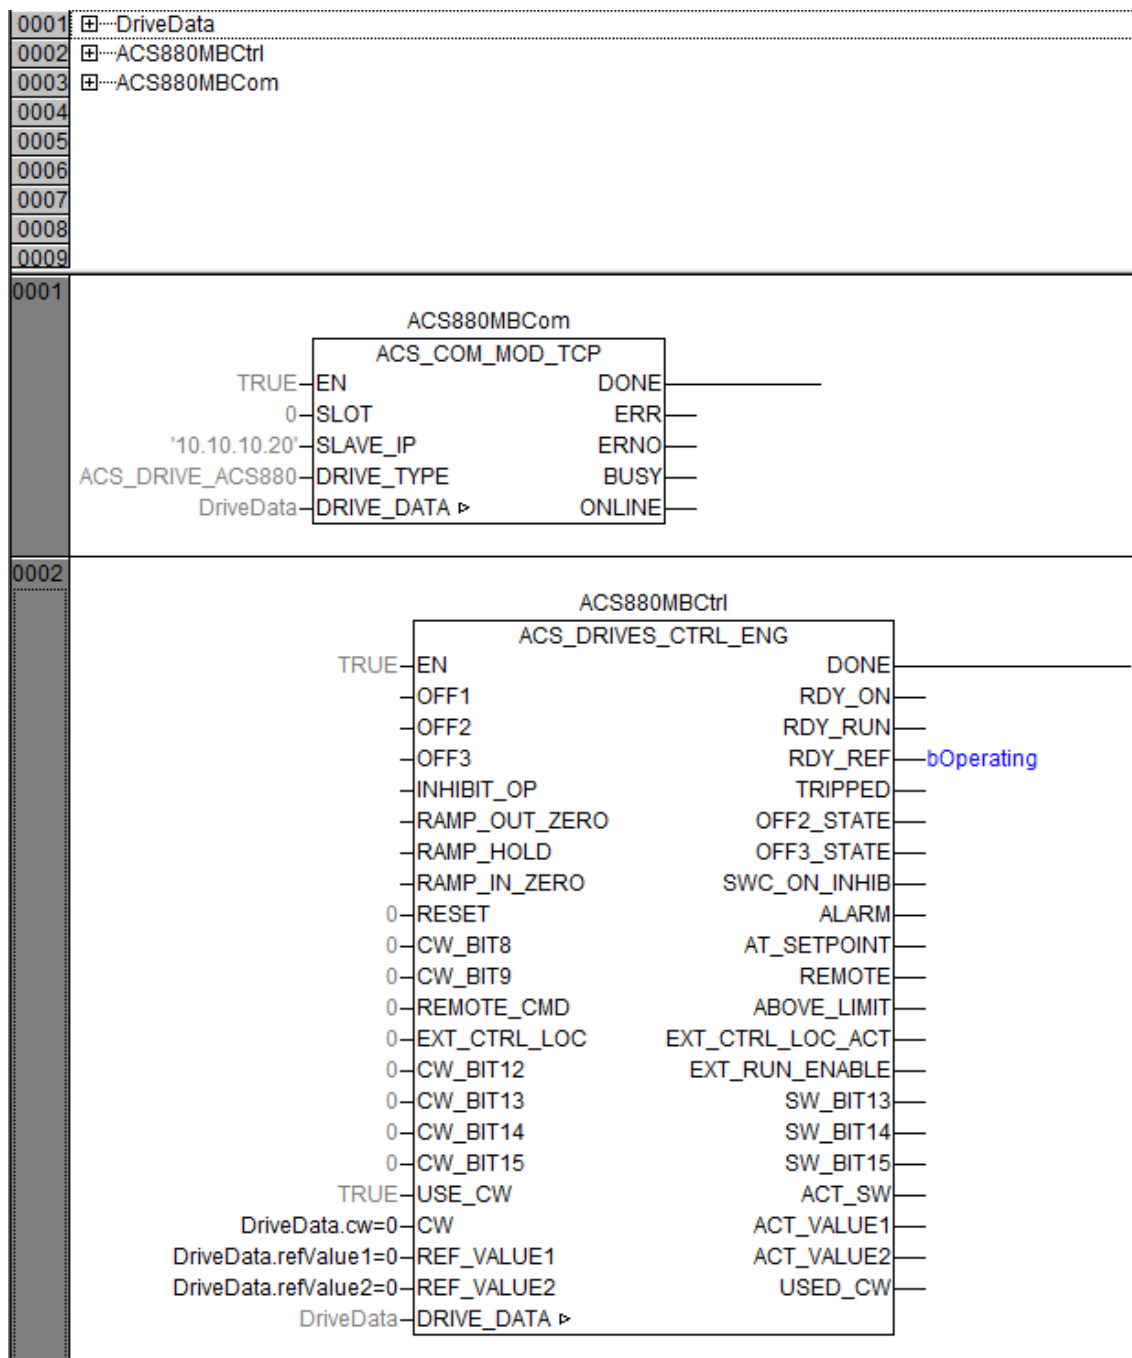 0001 DriveData
0002 ACS880MBCtrl
0003 ACS880MBCom
0004
0005
0006
0007
0008
0009
0001
ACS880MBCom
ACS_COM_MOD_TCP
TRUE EN DONE
0 SLOT ERR
'10.10.10.20' SLAVE_IP ERNO
ACS_DRIVE_ACS880 DRIVE_TYPE BUSY
DriveData DRIVE_DATA ONLINE
0002
ACS880MBCtrl
ACS_DRIVES_CTRL_ENG
TRUE EN DONE
OFF1 RDY_ON
OFF2 RDY_RUN
OFF3 RDY_REF bOperating
INHIBIT_OP TRIPPED
RAMP_OUT_ZERO OFF2_STATE
RAMP_HOLD OFF3_STATE
RAMP_IN_ZERO SWC_ON_INHIB
0 RESET ALARM
0 CW_BIT8 AT_SETPOINT
0 CW_BIT9 REMOTE
0 REMOTE_CMD ABOVE_LIMIT
0 EXT_CTRL_LOC EXT_CTRL_LOC_ACT
0 CW_BIT12 EXT_RUN_ENABLE
0 CW_BIT13 SW_BIT13
0 CW_BIT14 SW_BIT14
0 CW_BIT15 SW_BIT15
TRUE USE_CW ACT_SW
DriveData.cw=0 CW ACT_VALUE1
DriveData.refValue1=0 REF_VALUE1 ACT_VALUE2
DriveData.refValue2=0 REF_VALUE2 USED_CW
DriveData DRIVE_DATA